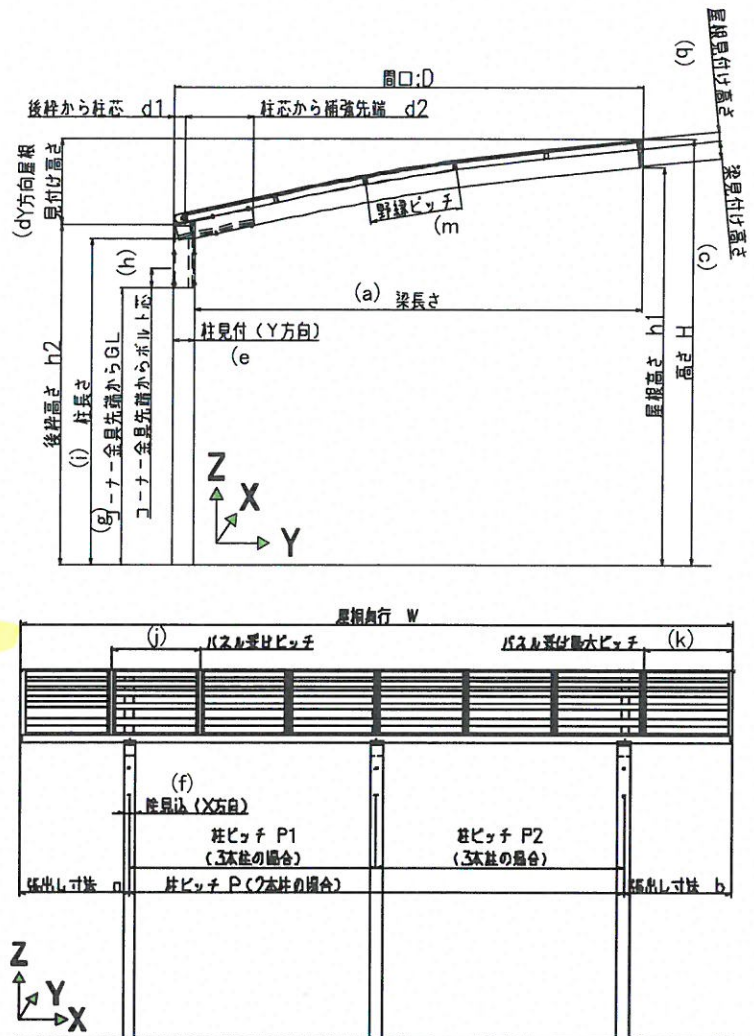 (b)
屋根見付け高さ
間口:D
後枠から柱芯 d1
柱芯から補強先端 d2
(dY方向屋根
見付け高さ
野縁ピッチ
(m
梁見付け高さ
(c)
(h)
(a) 梁長さ
柱見付 (Y方向)
(e
後枠高さ h2
(i) 柱長さ
(g) コーナー金具先端からGL
コーナー金具先端からボルト芯
屋根高さ h1
高さ H
Z
X
Y
屋根奥行 W
(j) パネル受けピッチ
パネル受け最大ピッチ (k)
(f)
柱見込 (X方向)
柱ピッチ P1
(3本柱の場合)
柱ピッチ P2
(3本柱の場合)
張出し寸法 a
柱ピッチ P (2本柱の場合)
張出し寸法 b
Z
Y
X